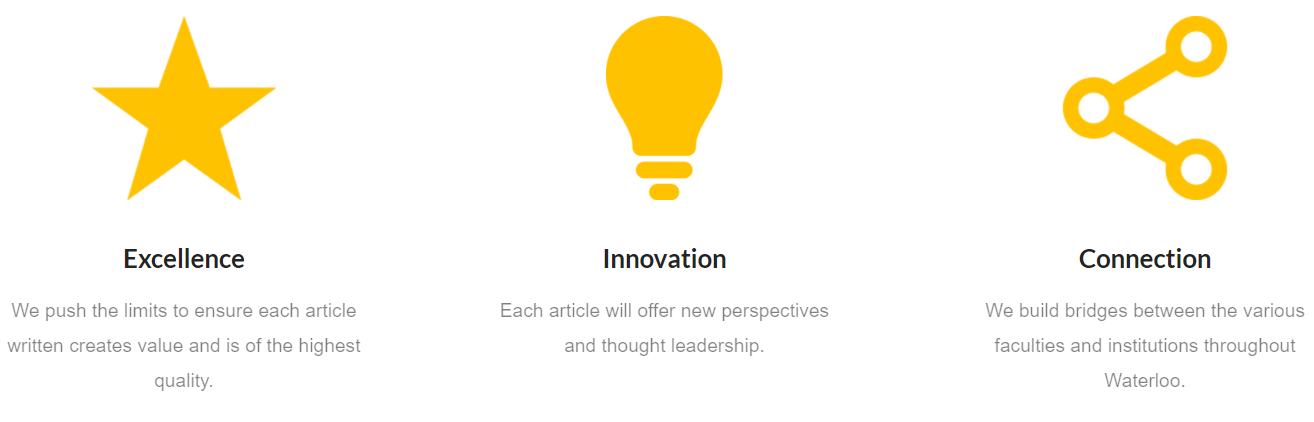 Excellence
We push the limits to ensure each article
written creates value and is of the highest
quality.
Innovation
Each article will offer new perspectives
and thought leadership.
Connection
We build bridges between the various
faculties and institutions throughout
Waterloo.